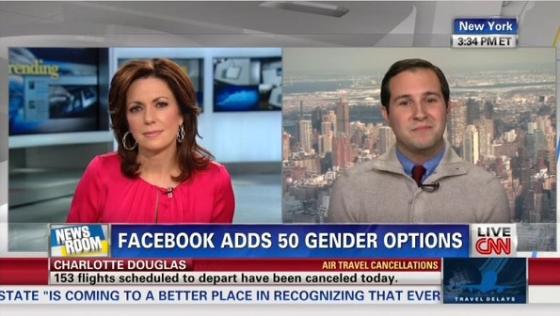 rending
New York
3:34 PM ET
NEWS
ROOM
FACEBOOK ADDS 50 GENDER OPTIONS
LIVE
CNN
CHARLOTTE DOUGLAS
AIR TRAVEL CANCELLATIONS
153 flights scheduled to depart have been canceled today.
TRAVEL DELAYS
STATE "IS COMING TO A BETTER PLACE IN RECOGNIZING THAT EVER